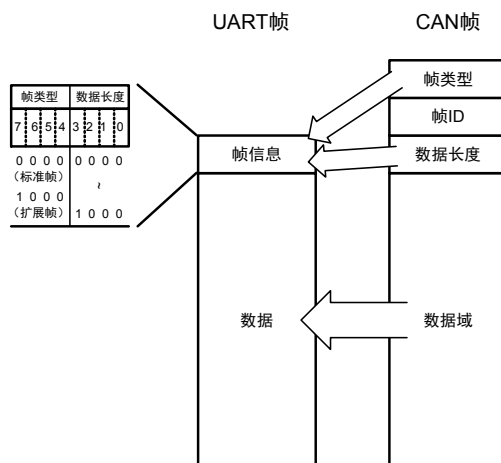 UART帧 CAN帧
帧类型
帧ID
数据长度
帧信息
数据
数据域
帧类型 数据长度
7 6 5 4 3 2 1 0
0 0 0 0 0 0 0 0
(标准帧) ~
1 0 0 0
(扩展帧) 1 0 0 0